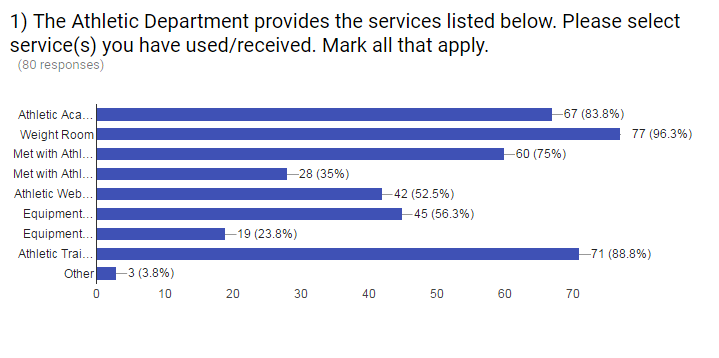 1) The Athletic Department provides the services listed below. Please select
service(s) you have used/received. Mark all that apply.
(80 responses)
Athletic Aca... 67 (83.8%)
Weight Room 77 (96.3%)
Met with Athl... 60 (75%)
Met with Athl... 28 (35%)
Athletic Web... 42 (52.5%)
Equipment... 45 (56.3%)
Equipment... 19 (23.8%)
Athletic Trai... 71 (88.8%)
Other 3 (3.8%)
0 10 20 30 40 50 60 70